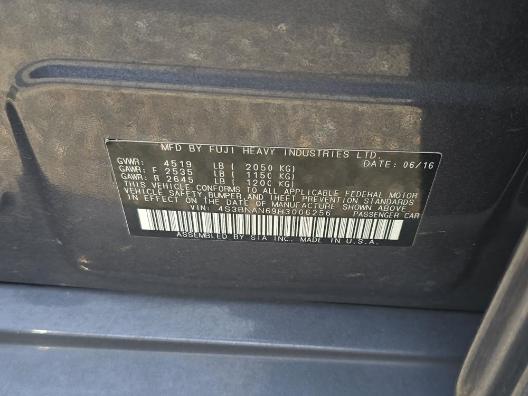 MFD BY FUJI HEAVY INDUSTRIES LTD. DATE: 06/16
GVWR: 4519 LB ( 2050 KG)
GAWR: F 2535 LB ( 1150 KG)
GAWR: R 2645 LB ( 1200 KG)
THIS VEHICLE CONFORMS TO ALL APPLICABLE FEDERAL MOTOR
VEHICLE SAFETY, BUMPER, AND THEFT PREVENTION STANDARDS
IN EFFECT ON THE DATE OF MANUFACTURE SHOWN ABOVE
VIN: 4S3BNAN69H3006256 PASSENGER CAR
ASSEMBLED BY SIA INC. MADE IN U.S.A.